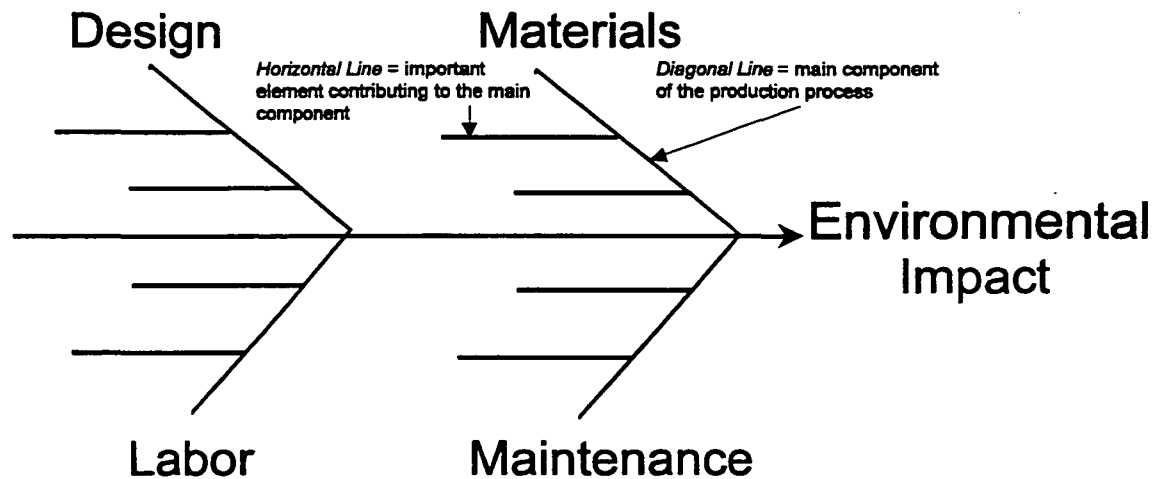 Design
Materials
Horizontal Line = important
element contributing to the main
component
Diagonal Line = main component
of the production process
Environmental
Impact
Labor
Maintenance